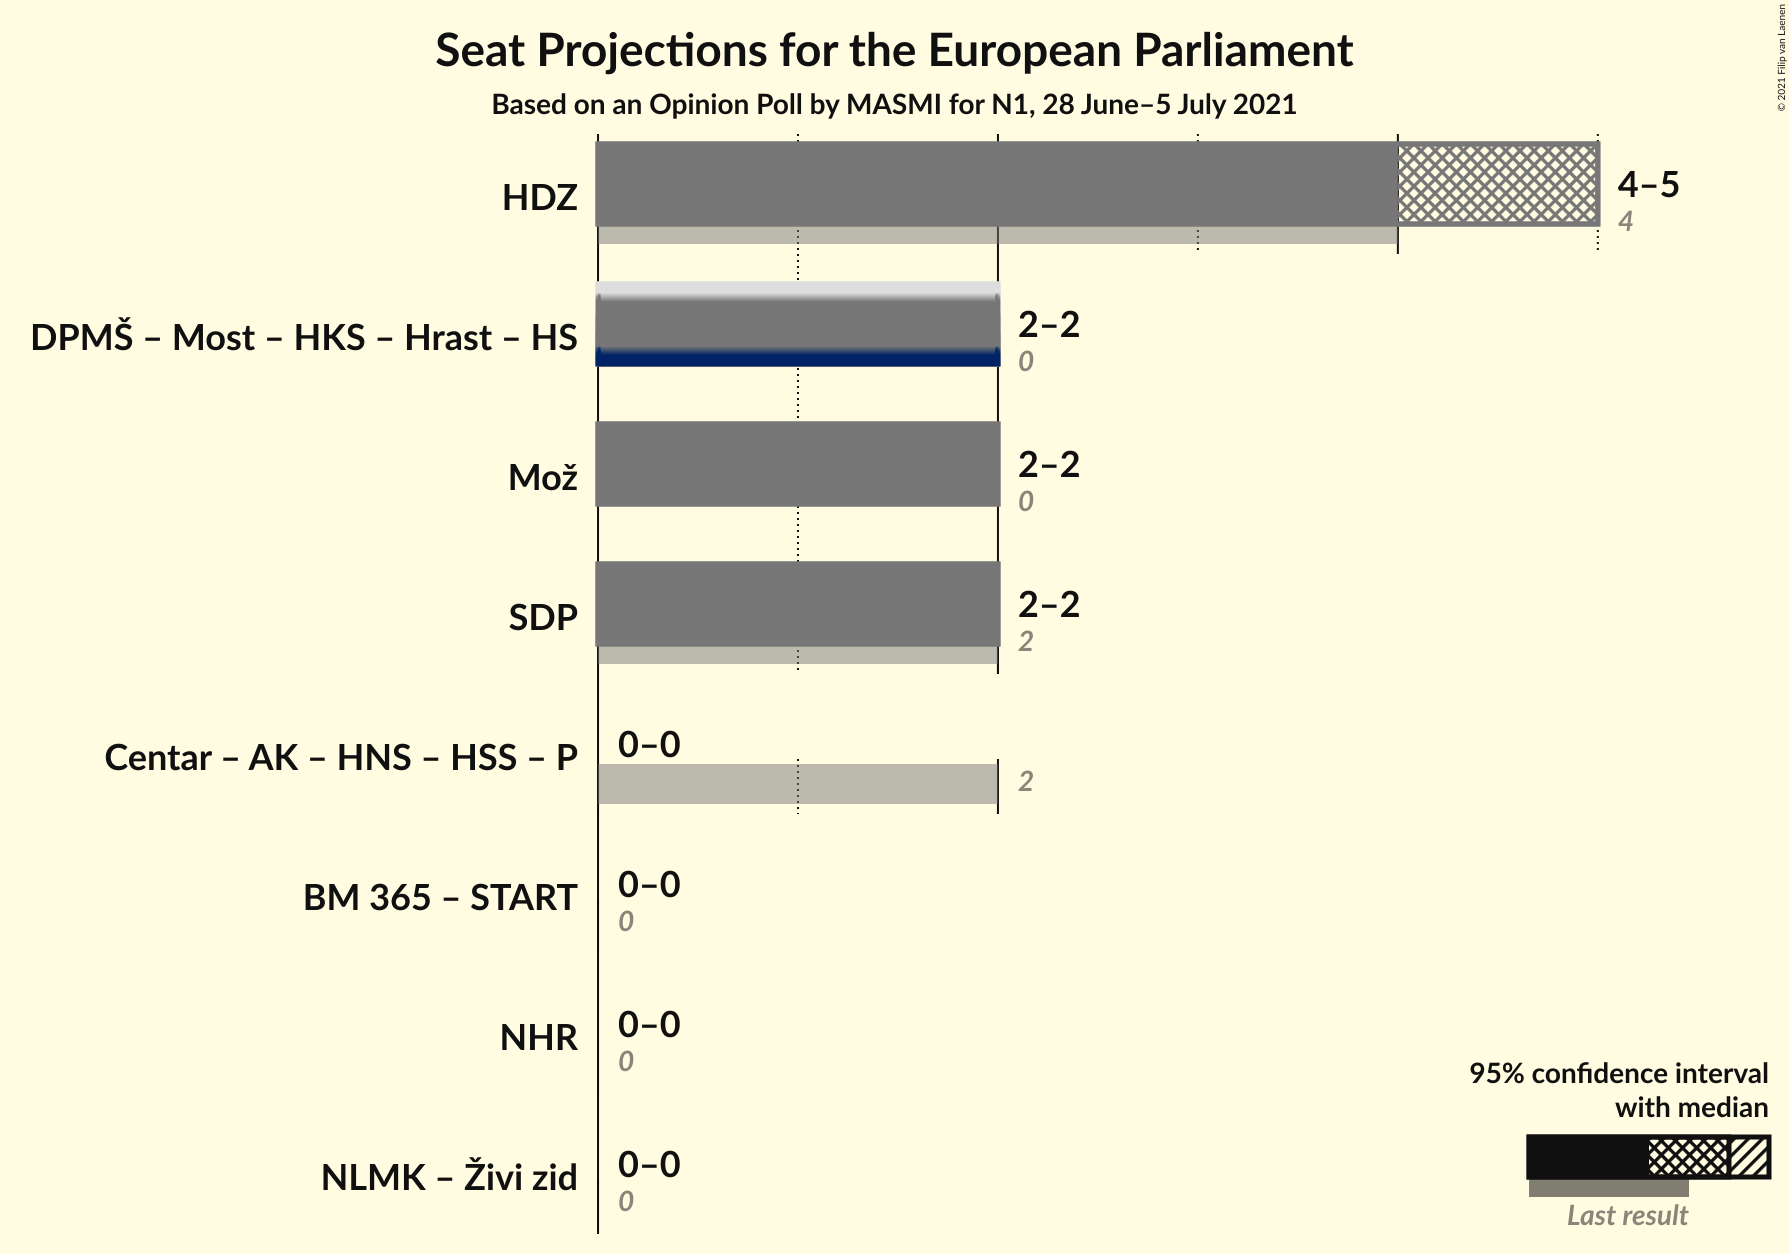 Seat Projections for the European Parliament
Based on an Opinion Poll by MASMI for N1, 28 June–5 July 2021
© 2021 Filip van Laenen
HDZ
4–5
4
DPMŠ – Most – HKS – Hrast – HS
2–2
0
Mož
2–2
0
SDP
2–2
2
Centar – AK – HNS – HSS – P
0–0
2
BM 365 – START
0–0
0
NHR
0–0
0
NLMK – Živi zid
0–0
0
95% confidence interval
with median
Last result